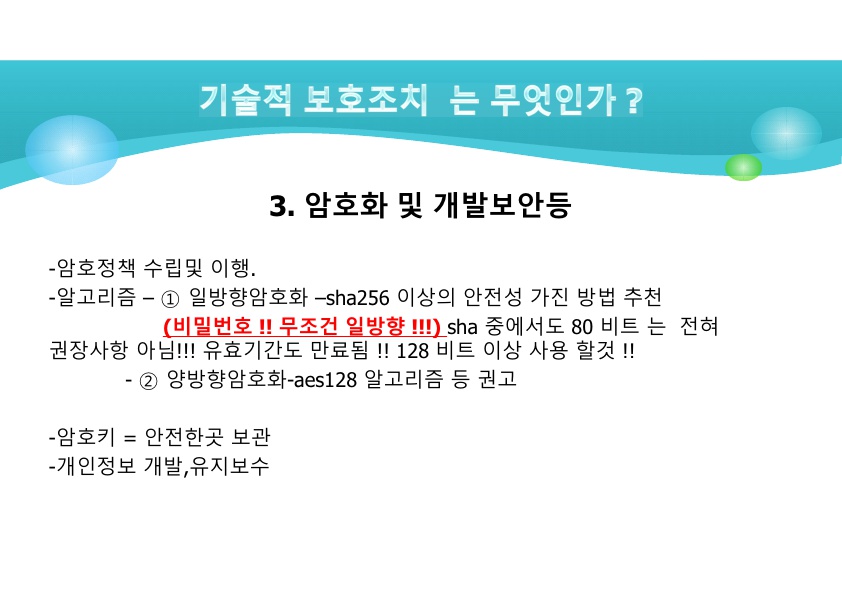 기술적 보호조치  는 무엇인가 ?
3. 암호화 및 개발보안등
-암호정책 수립및 이행.
-알고리즘 – ① 일방향암호화 –sha256 이상의 안전성 가진 방법 추천
(비밀번호 !! 무조건 일방향 !!!) sha 중에서도 80 비트 는  전혀
권장사항 아님!!! 유효기간도 만료됨 !! 128 비트 이상 사용 할것 !!
- ② 양방향암호화-aes128 알고리즘 등 권고
-암호키 = 안전한곳 보관
-개인정보 개발,유지보수